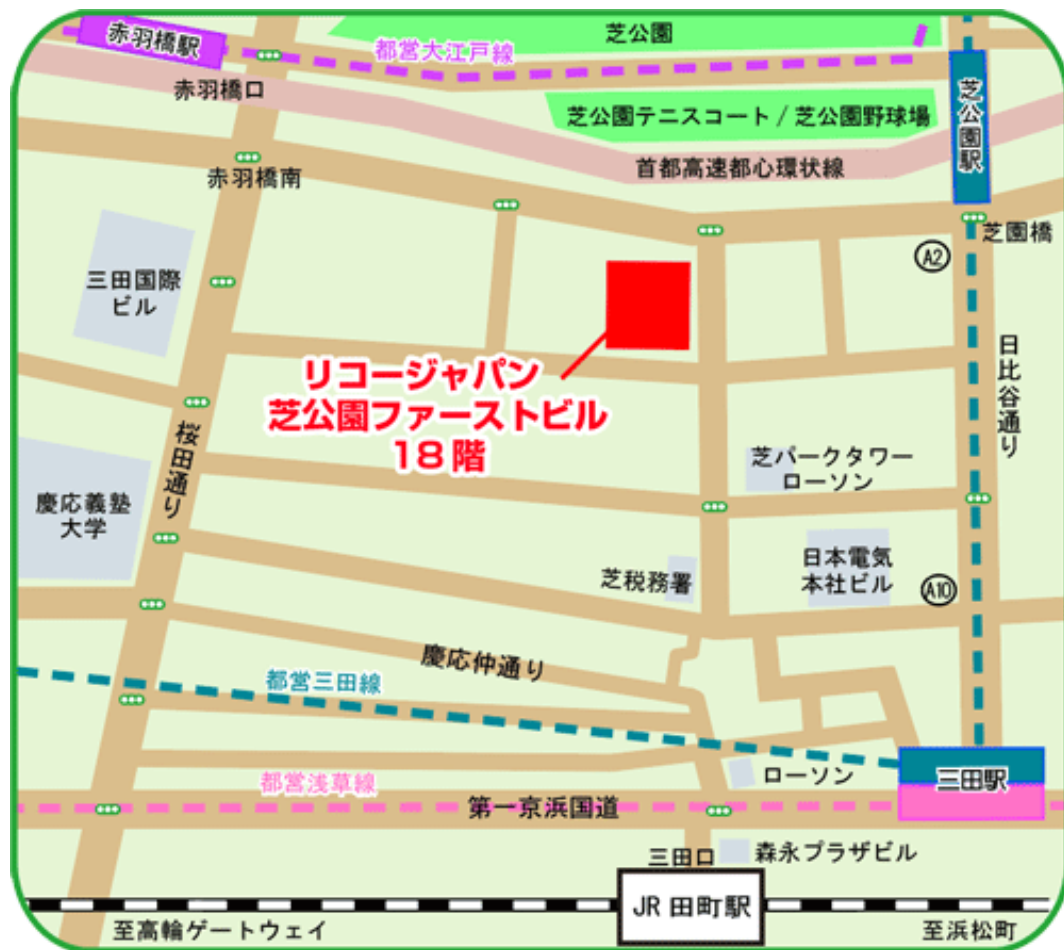 赤羽橋駅
都営大江戸線
芝公園
赤羽橋口
芝公園テニスコート / 芝公園野球場
芝公園駅
首都高速都心環状線
赤羽橋南
芝園橋
A2
三田国際
ビル
日比谷通り
リコージャパン
芝公園ファーストビル
18階
桜田通り
芝パークタワー
ローソン
慶応義塾
大学
日本電気
本社ビル
芝税務署
A10
慶応仲通り
都営三田線
都営浅草線
ローソン
三田駅
第一京浜国道
三田口
森永プラザビル
JR 田町駅
至高輪ゲートウェイ
至浜松町